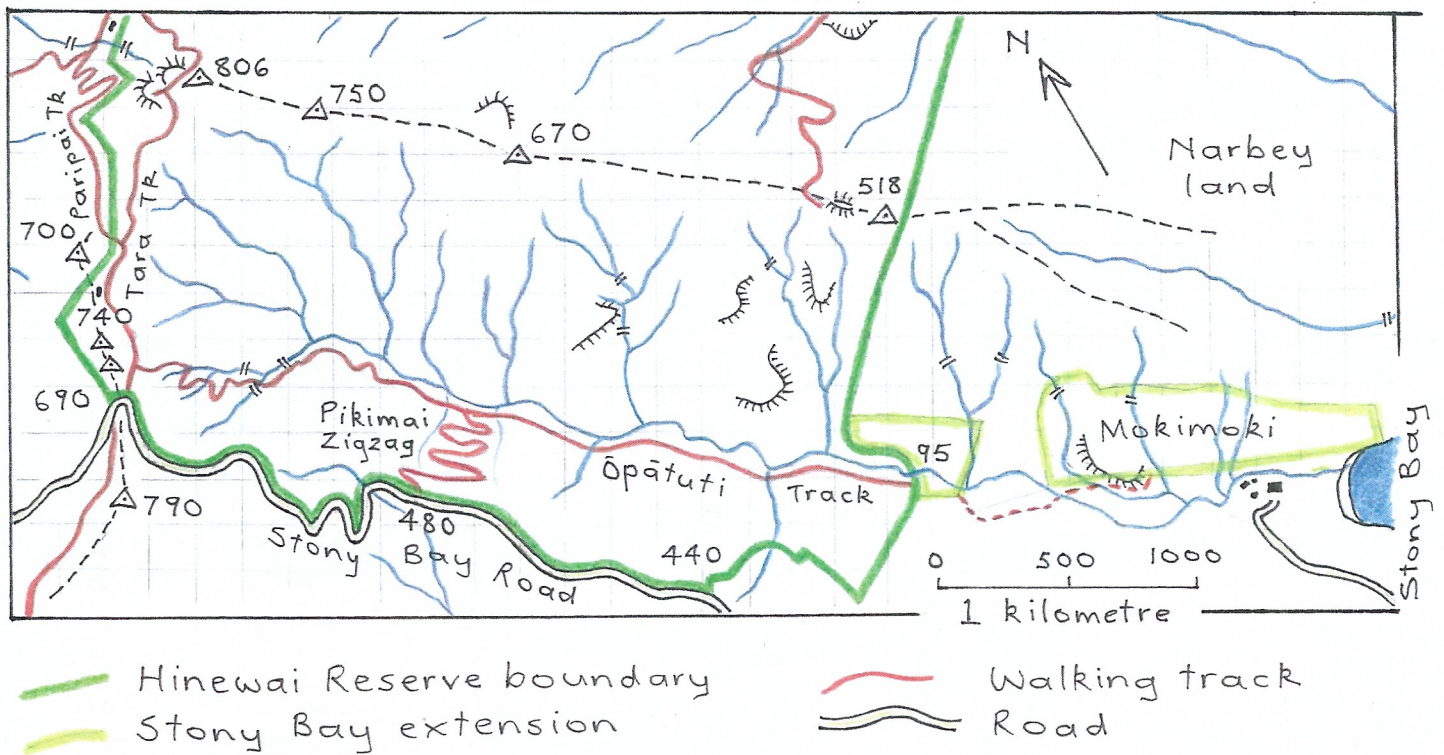 806
750
670
518
N
Narbey
land
Paripai Tk
Tara Tk
700
740
690
790
Pikimai
Zigzag
Ōpātuti
Track
95
Mokimoki
Stony Bay
480
Stony Bay Road
440
0 500 1000
1 kilometre
Hinewai Reserve boundary
Walking track
Stony Bay extension
Road